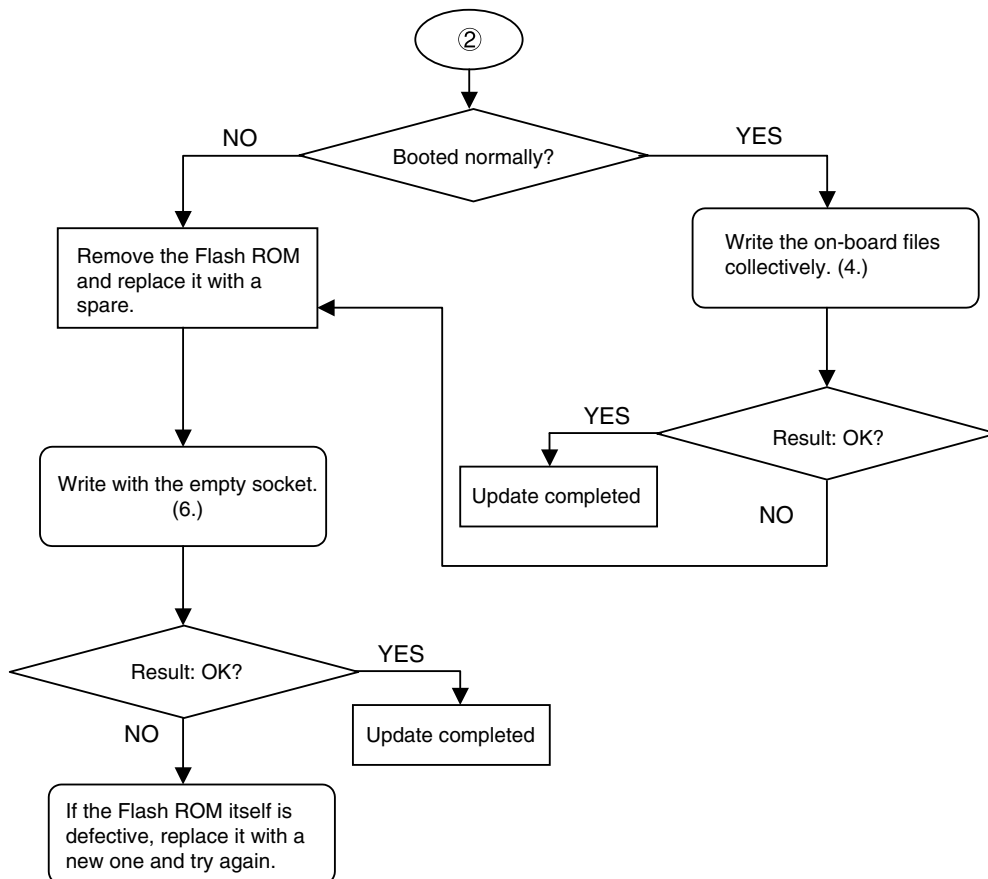 ②
NO
YES
Booted normally?
Remove the Flash ROM
and replace it with a
spare.
Write the on-board files
collectively. (4.)
YES
Result: OK?
Write with the empty socket.
(6.)
Update completed
NO
Result: OK?
YES
NO
Update completed
If the Flash ROM itself is
defective, replace it with a
new one and try again.